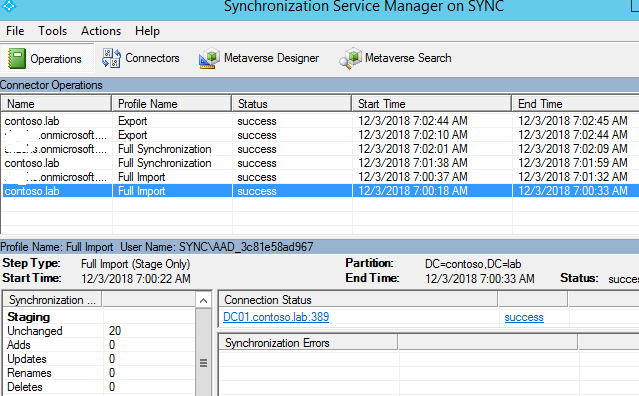 Synchronization Service Manager on SYNC
File Tools Actions Help
Operations Connectors Metaverse Designer Metaverse Search
Connector Operations
Name Profile Name Status Start Time End Time
contoso.lab Export success 12/3/2018 7:02:44 AM 12/3/2018 7:02:45 AM
.onmicrosoft.... Export success 12/3/2018 7:02:10 AM 12/3/2018 7:02:44 AM
.onmicrosoft.... Full Synchronization success 12/3/2018 7:02:01 AM 12/3/2018 7:02:09 AM
contoso.lab Full Synchronization success 12/3/2018 7:01:38 AM 12/3/2018 7:01:59 AM
.onmicrosoft.... Full Import success 12/3/2018 7:00:37 AM 12/3/2018 7:01:32 AM
contoso.lab Full Import success 12/3/2018 7:00:18 AM 12/3/2018 7:00:33 AM
Profile Name: Full Import User Name: SYNC\AAD_3c81e58ad967
Step Type: Full Import (Stage Only) Partition: DC=contoso,DC=lab
Start Time: 12/3/2018 7:00:22 AM End Time: 12/3/2018 7:00:33 AM Status: succes
Synchronization ... Connection Status
Staging DC01.contoso.lab:389 success
Unchanged 20
Adds 0 Synchronization Errors
Updates 0
Renames 0
Deletes 0